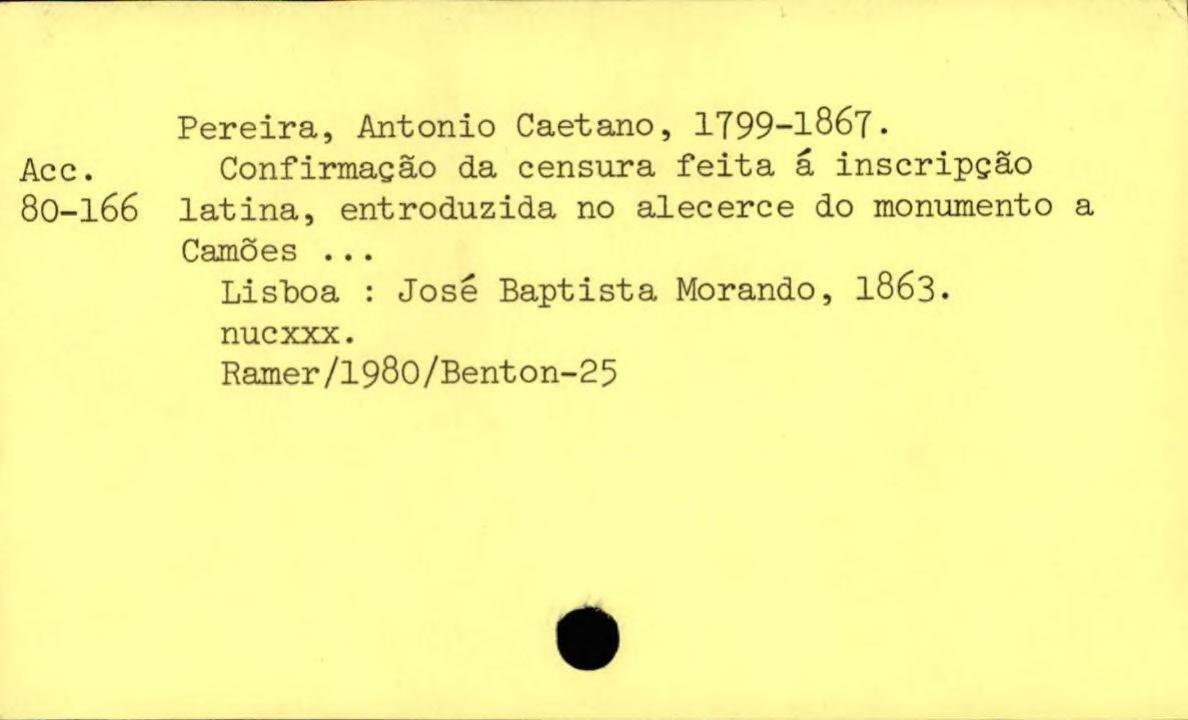 Pereira, Antonio Caetano, 1799-1867.
Acc. Confirmação da censura feita á inscripção
80-166 latina, entroduzida no alecerce do monumento a
Camões ...
Lisboa : José Baptista Morando, 1863.
nucxxx.
Ramer/1980/Benton-25